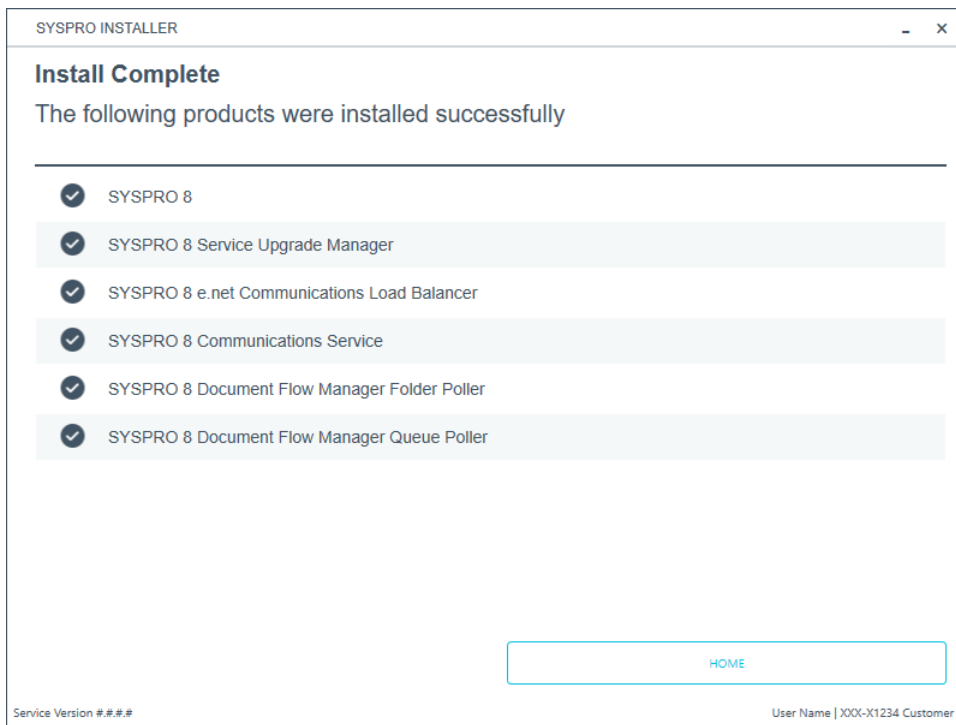 SYSPRO INSTALLER
Install Complete
The following products were installed successfully
SYSPRO 8
SYSPRO 8 Service Upgrade Manager
SYSPRO 8 e.net Communications Load Balancer
SYSPRO 8 Communications Service
SYSPRO 8 Document Flow Manager Folder Poller
SYSPRO 8 Document Flow Manager Queue Poller
HOME
Service Version #.#.#.#
User Name | XXX-X1234 Customer